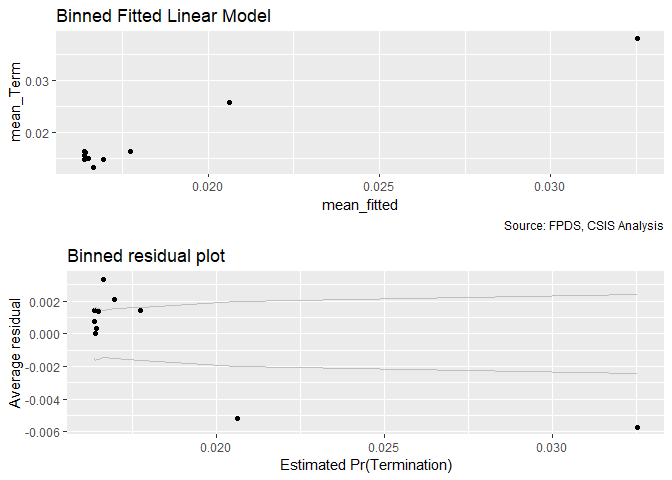 Binned Fitted Linear Model
mean_Term
0.03
0.02
0.020
0.025
0.030
mean_fitted
Source: FPDS, CSIS Analysis
Binned residual plot
Average residual
0.002
0.000
-0.002
-0.004
-0.006
0.020
0.025
0.030
Estimated Pr(Termination)